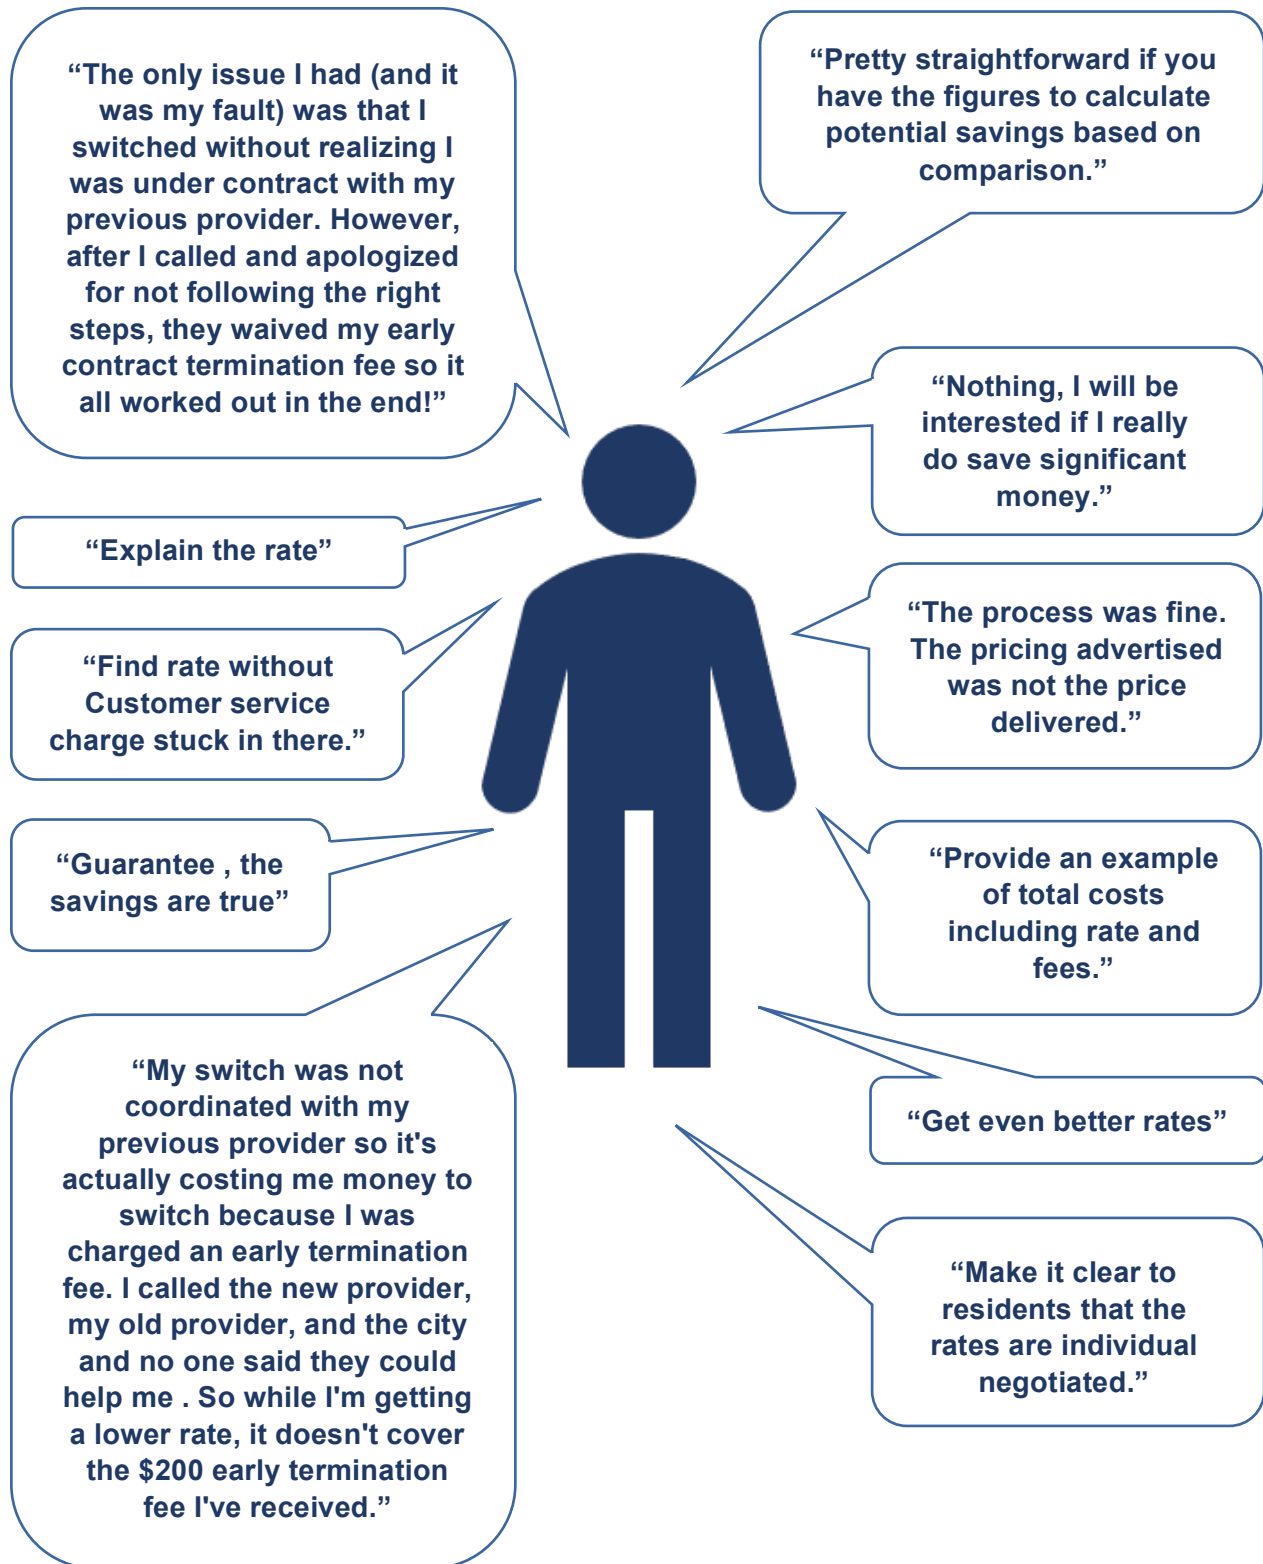 “The only issue I had (and it
was my fault) was that I
switched without realizing I
was under contract with my
previous provider. However,
after I called and apologized
for not following the right
steps, they waived my early
contract termination fee so it
all worked out in the end!”
“Pretty straightforward if you
have the figures to calculate
potential savings based on
comparison.”
“Nothing, I will be
interested if I really
do save significant
money.”
“Explain the rate”
“The process was fine.
The pricing advertised
was not the price
delivered.”
“Find rate without
Customer service
charge stuck in there.”
“Guarantee , the
savings are true”
“Provide an example
of total costs
including rate and
fees.”
“My switch was not
coordinated with my
previous provider so it's
actually costing me money to
switch because I was
charged an early termination
fee. I called the new provider,
my old provider, and the city
and no one said they could
help me . So while I'm getting
a lower rate, it doesn't cover
the $200 early termination
fee I've received.”
“Get even better rates”
“Make it clear to
residents that the
rates are individual
negotiated.”